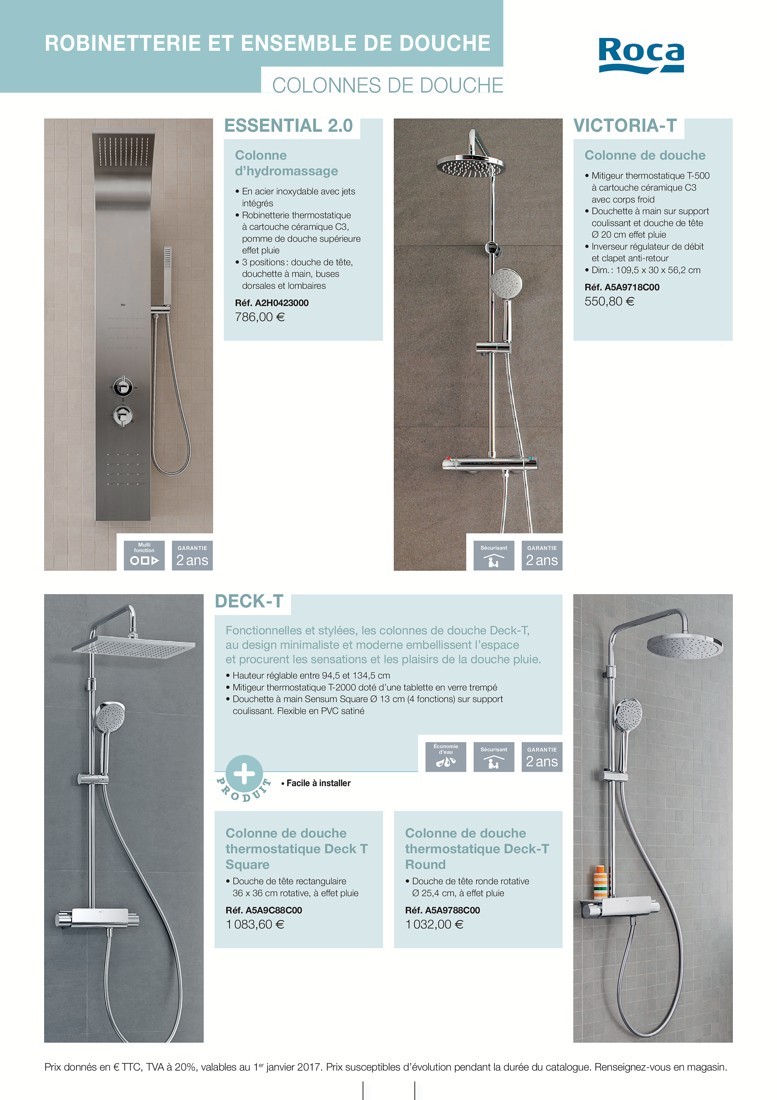 ROBINETTERIE ET ENSEMBLE DE DOUCHE
COLONNES DE DOUCHE
Roca
ESSENTIAL 2.0
Colonne
d'hydromassage
• En acier inoxydable avec jets
intégrés
• Robinetterie thermostatique
à cartouche céramique C3,
pomme de douche supérieure
effet pluie
• 3 positions : douche de tête,
douchette à main, buses
dorsales et lombaires
Réf. A2H0423000
786,00 €
Multi
fonction
GARANTIE
2 ans
VICTORIA-T
Colonne de douche
• Mitigeur thermostatique T-500
à cartouche céramique C3
avec corps froid
• Douchette à main sur support
coulissant et douche de tête
Ø 20 cm effet pluie
• Inverseur régulateur de débit
et clapet anti-retour
• Dim. : 109,5 x 30 x 56,2 cm
Réf. A5A9718C00
550,80 €
Sécurisant
GARANTIE
2 ans
DECK-T
Fonctionnelles et stylées, les colonnes de douche Deck-T,
au design minimaliste et moderne embellissent l'espace
et procurent les sensations et les plaisirs de la douche pluie.
• Hauteur réglable entre 94,5 et 134,5 cm
• Mitigeur thermostatique T-2000 doté d'une tablette en verre trempé
• Douchette à main Sensum Square Ø 13 cm (4 fonctions) sur support
coulissant. Flexible en PVC satiné
Economie
d'eau
Sécurisant
GARANTIE
2 ans
+
PRODUIT
• Facile à installer
Colonne de douche
thermostatique Deck T
Square
• Douche de tête rectangulaire
36 x 36 cm rotative, à effet pluie
Réf. A5A9C88C00
1 083,60 €
Colonne de douche
thermostatique Deck-T
Round
• Douche de tête ronde rotative
Ø 25,4 cm, à effet pluie
Réf. A5A9788C00
1 032,00 €
Prix donnés en € TTC, TVA à 20%, valables au 1er janvier 2017. Prix susceptibles d'évolution pendant la durée du catalogue. Renseignez-vous en magasin.